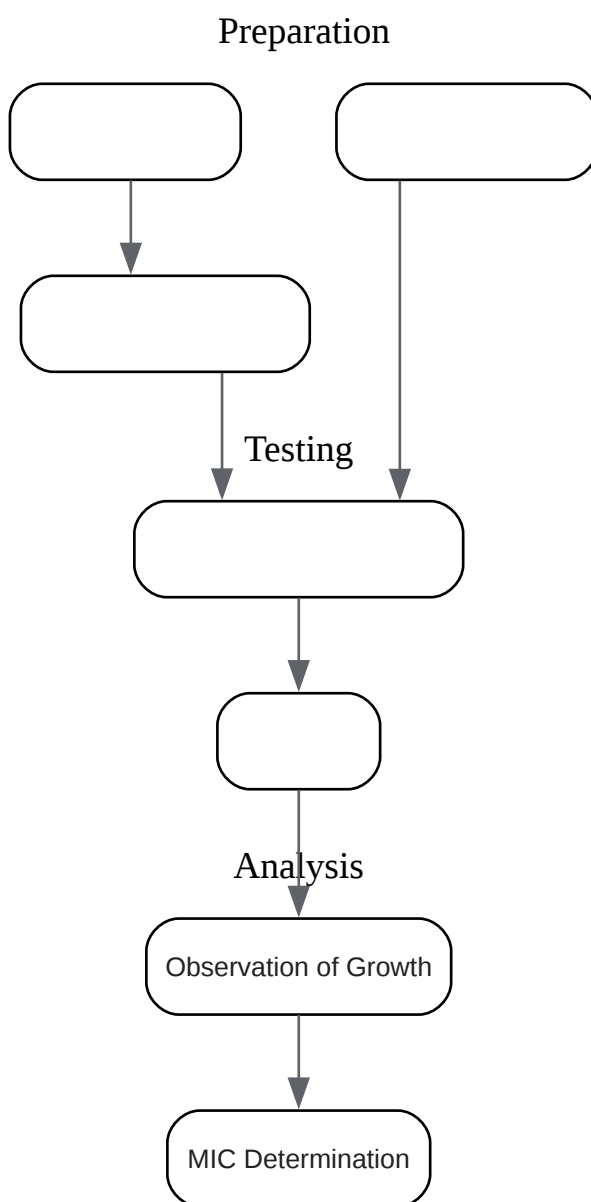 Preparation
Testing
Analysis
Observation of Growth
MIC Determination